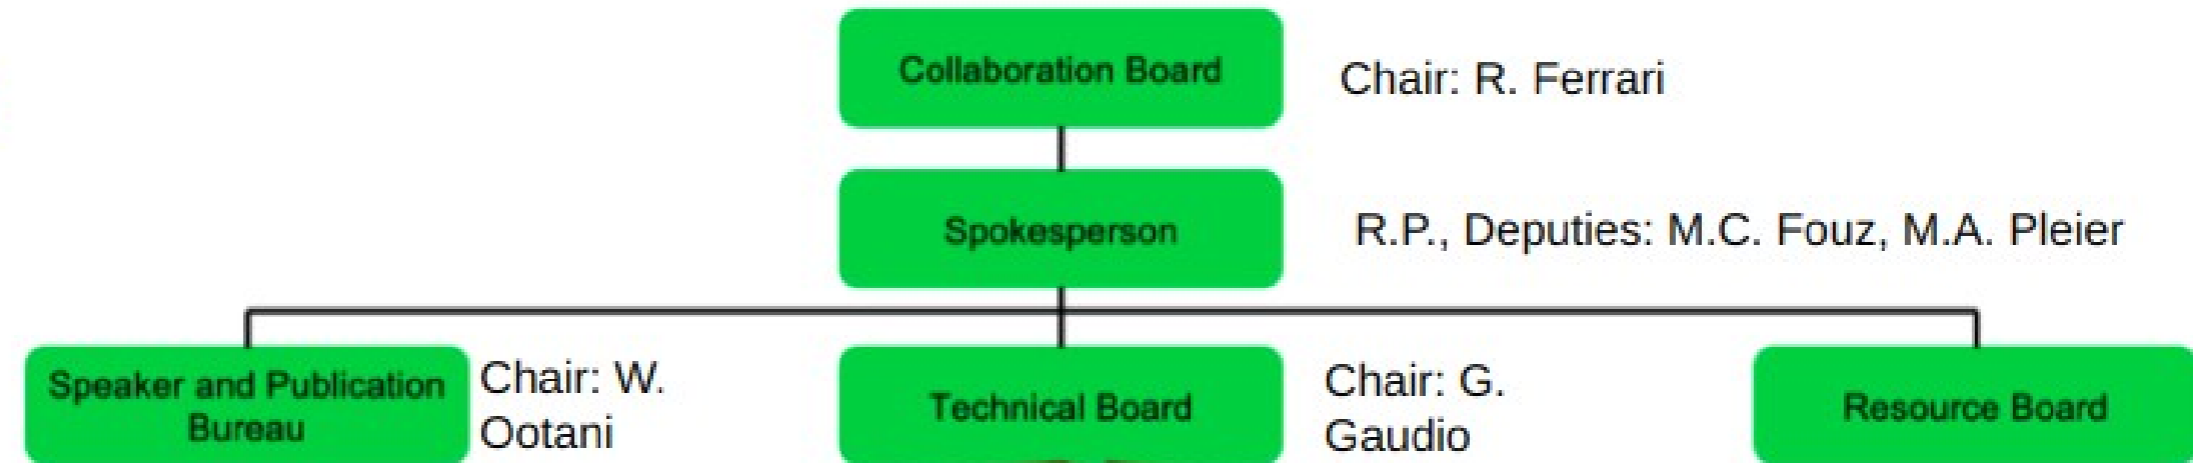 Collaboration Board
Chair: R. Ferrari
Spokesperson
R.P., Deputies: M.C. Fouz, M.A. Pleier
Speaker and Publication
Bureau
Chair: W.
Ootani
Technical Board
Chair: G.
Gaudio
Resource Board